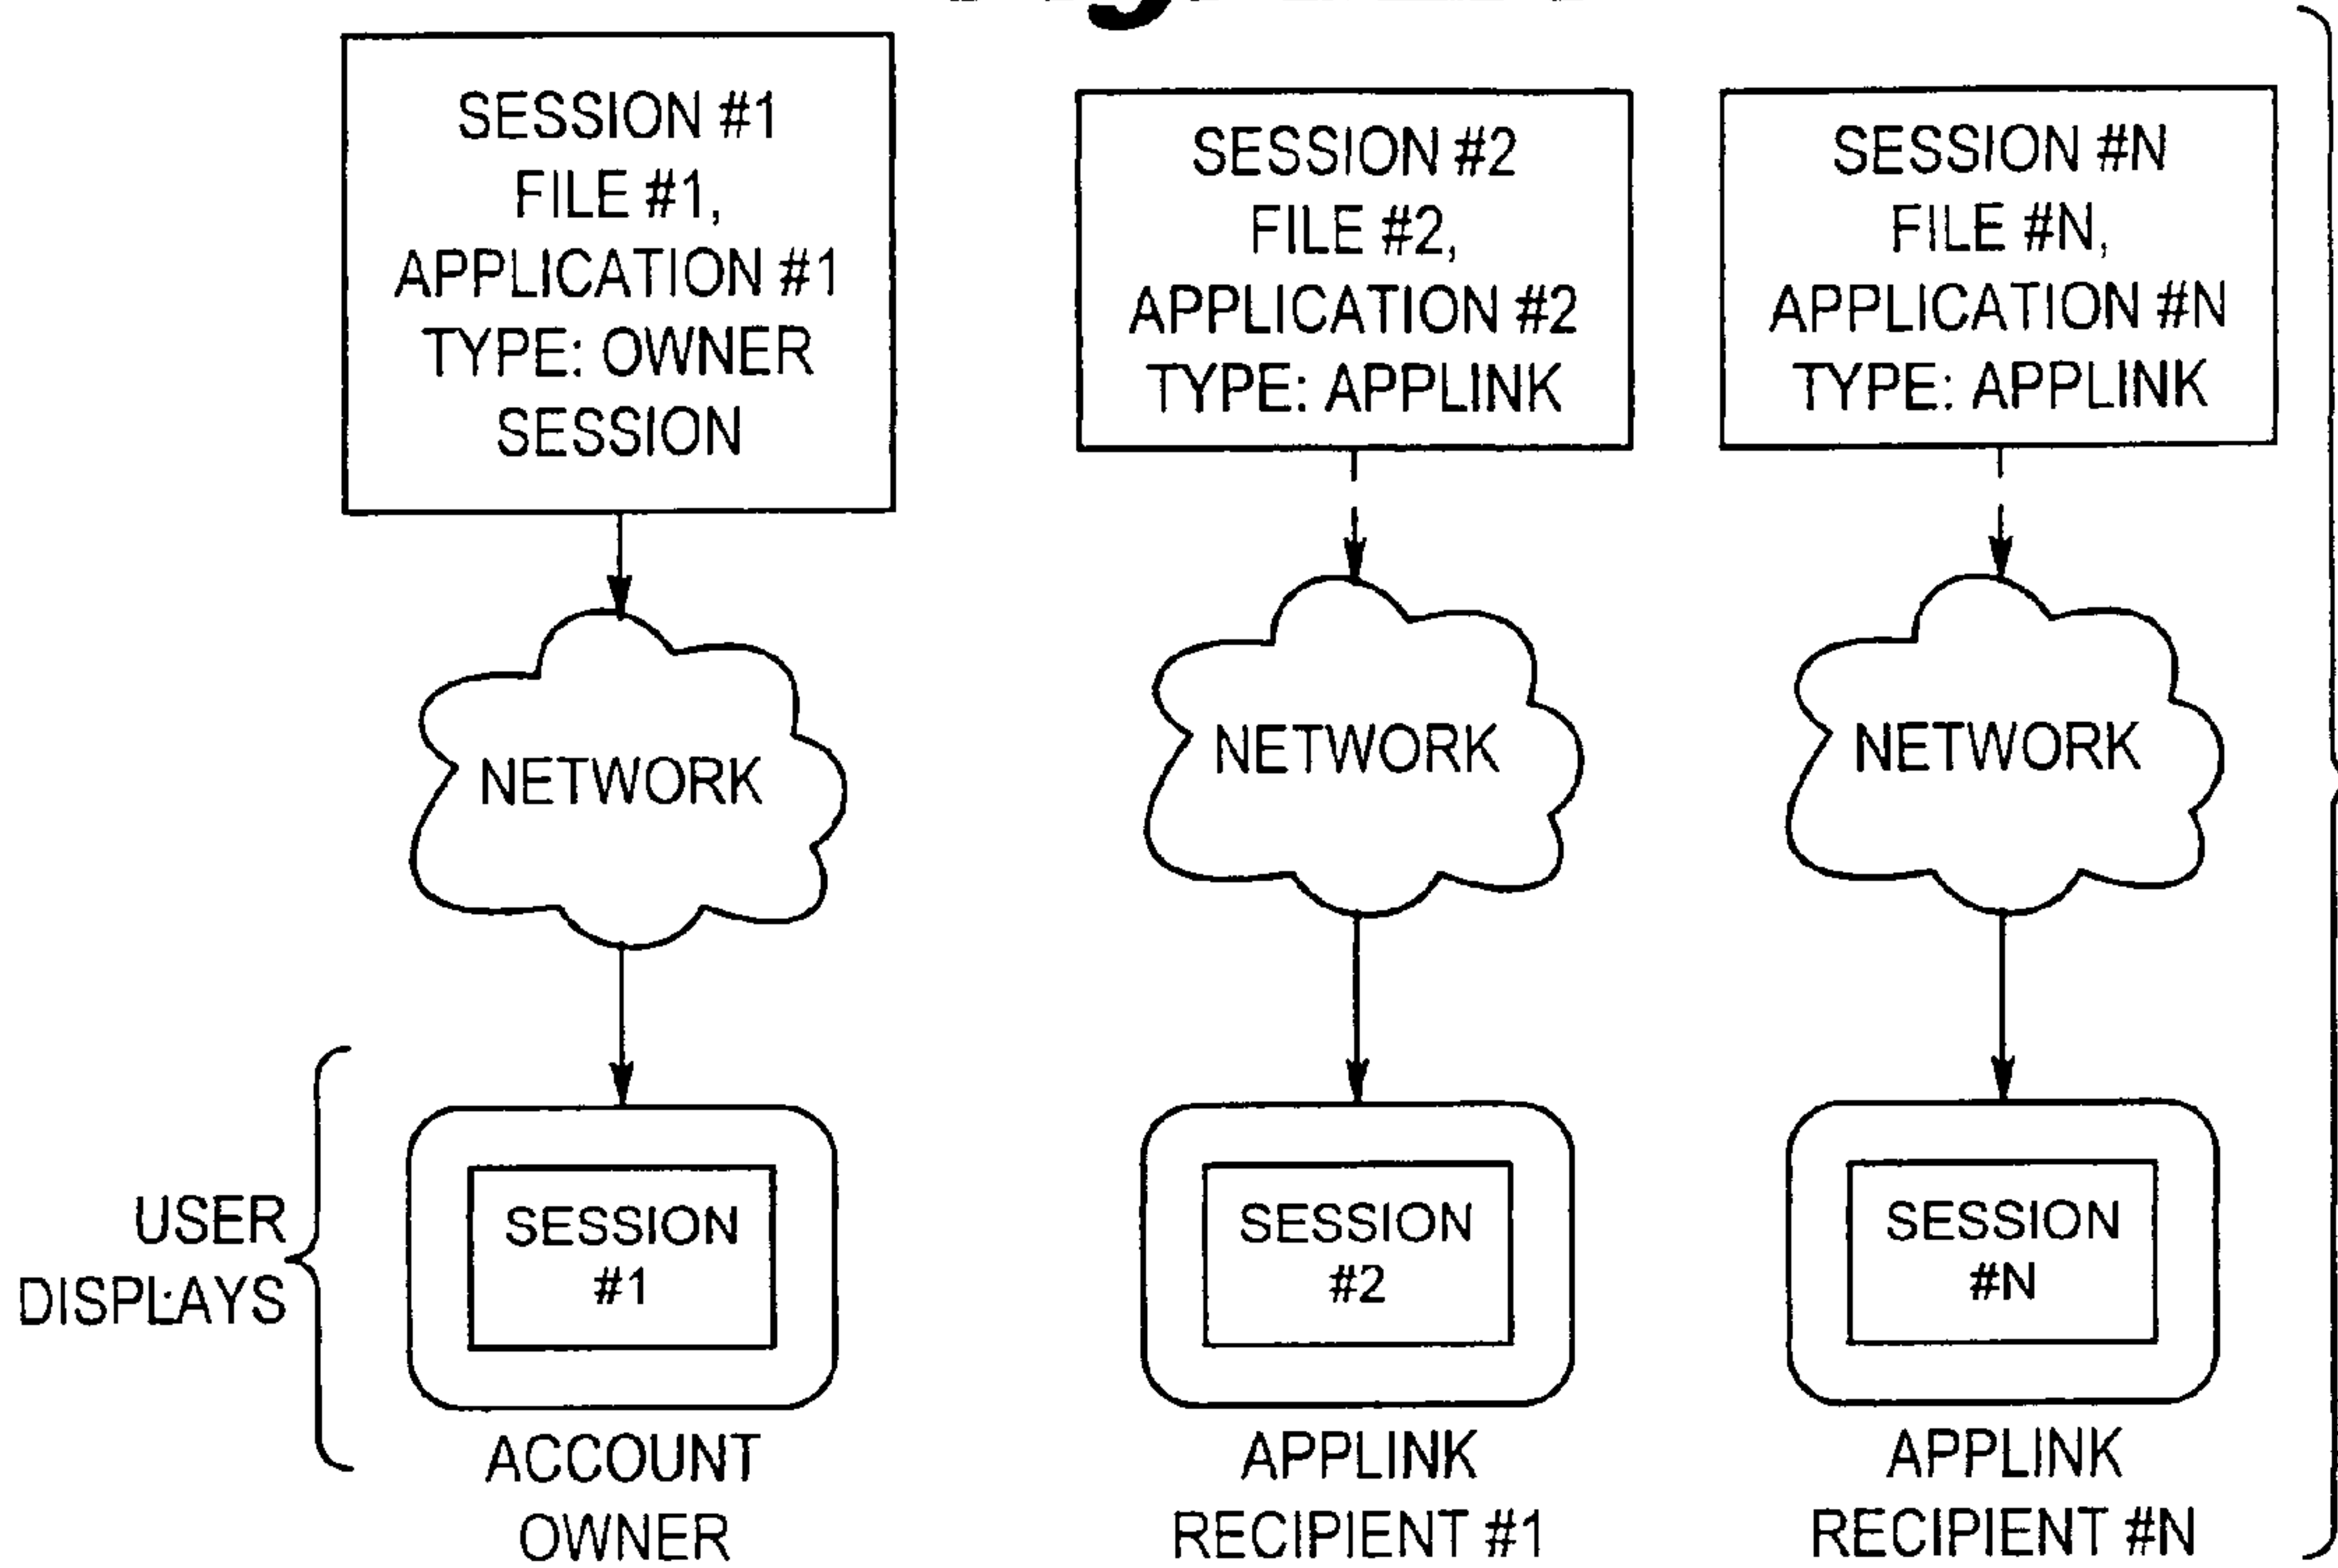 SESSION #1
FILE #1,
APPLICATION #1
TYPE: OWNER
SESSION
SESSION #2
FILE #2,
APPLICATION #2
TYPE: APPLINK
SESSION #N
FILE #N,
APPLICATION #N
TYPE: APPLINK
NETWORK
NETWORK
NETWORK
USER
DISPLAYS
SESSION
#1
SESSION
#2
SESSION
#N
ACCOUNT
OWNER
APPLINK
RECIPIENT #1
APPLINK
RECIPIENT #N